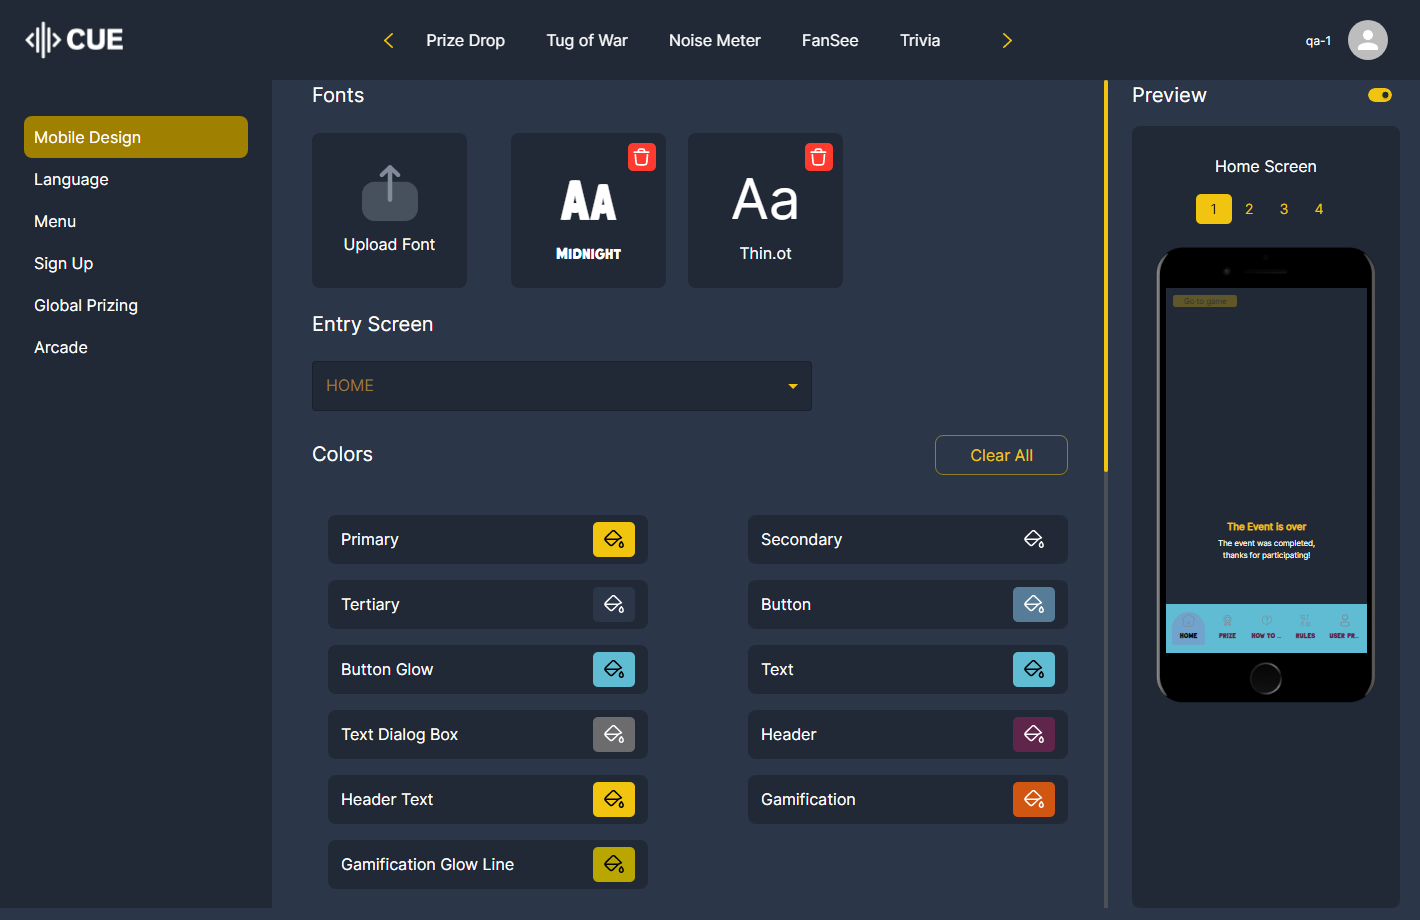 CUE
Prize Drop
Tug of War
Noise Meter
FanSee
Trivia
qa-1
Mobile Design
Language
Menu
Sign Up
Global Prizing
Arcade
Fonts
Upload Font
AA
MIDNIGHT
Aa
Thin.ot
Entry Screen
HOME
Colors
Clear All
Primary
Secondary
Tertiary
Button
Button Glow
Text
Text Dialog Box
Header
Header Text
Gamification
Gamification Glow Line
Preview
Home Screen
1 2 3 4
Go to game
The Event is over
The event was completed,
thanks for participating!
HOME PRIZE HOW TO ... RULES USER PR...